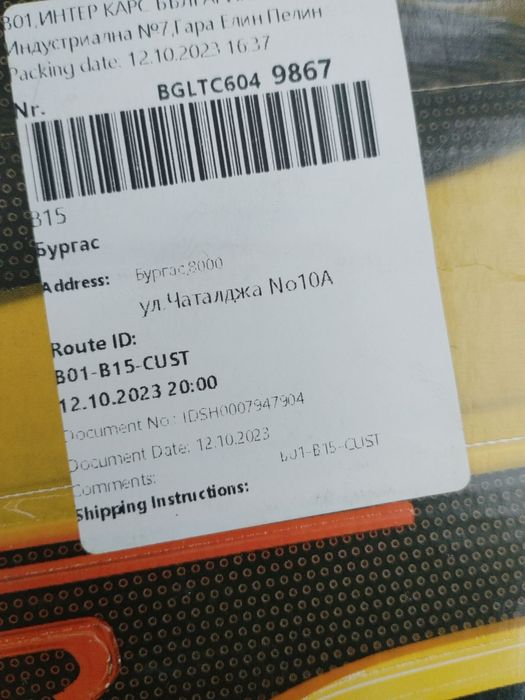 B01,ИНТЕР КАРС БЪЛГАРИЯ
Индустриална №7,Гара Елин Пелин
Packing date: 12.10.2023 16:37
Nr. BGLTC604 9867
B15
Бургас
Address: Бургас,8000
ул.Чаталджа No10A
Route ID:
B01-B15-CUST
12.10.2023 20:00
Document No.: IDSH0007947904
Document Date: 12.10.2023
Comments: B01-B15-CUST
Shipping Instructions: